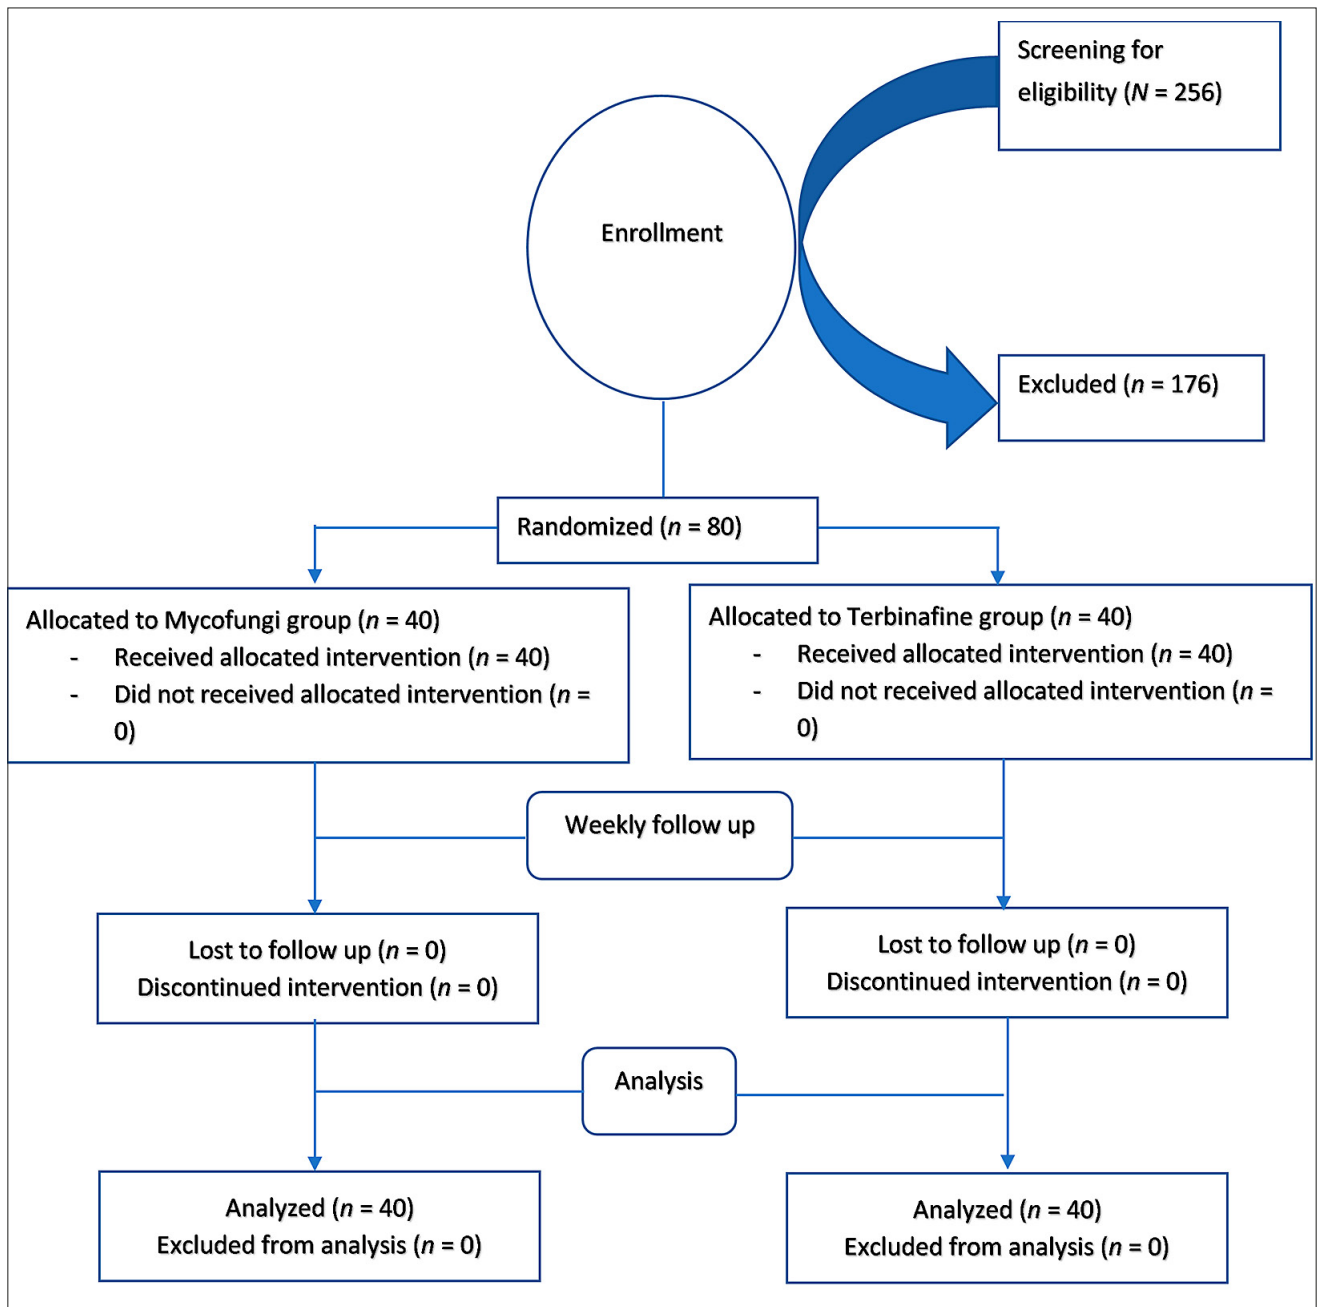 Screening for
eligibility (N = 256)
Enrollment
Excluded (n = 176)
Randomized (n = 80)
Allocated to Mycofungi group (n = 40)
- Received allocated intervention (n = 40)
- Did not received allocated intervention (n =
0)
Allocated to Terbinafine group (n = 40)
- Received allocated intervention (n = 40)
- Did not received allocated intervention (n =
0)
Weekly follow up
Lost to follow up (n = 0)
Discontinued intervention (n = 0)
Lost to follow up (n = 0)
Discontinued intervention (n = 0)
Analysis
Analyzed (n = 40)
Excluded from analysis (n = 0)
Analyzed (n = 40)
Excluded from analysis (n = 0)